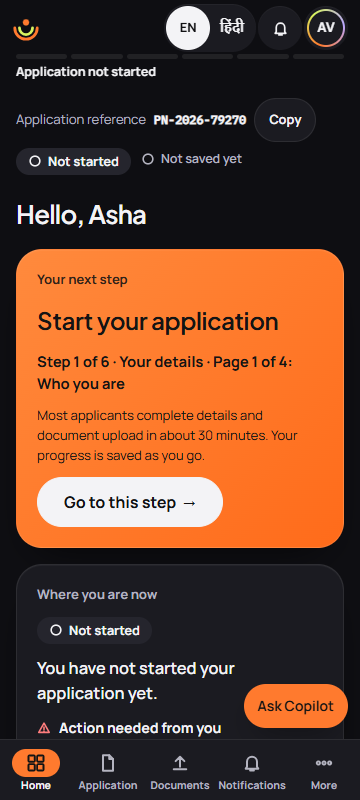 EN हिंदी AV
Application not started
Application reference PN-2026-79270 Copy
Not started Not saved yet
Hello, Asha
Your next step
Start your application
Step 1 of 6 · Your details · Page 1 of 4:
Who you are
Most applicants complete details and
document upload in about 30 minutes. Your
progress is saved as you go.
Go to this step →
Where you are now
Not started
You have not started your
application yet.
Ask Copilot
Action needed from you
Home Application Documents Notifications More